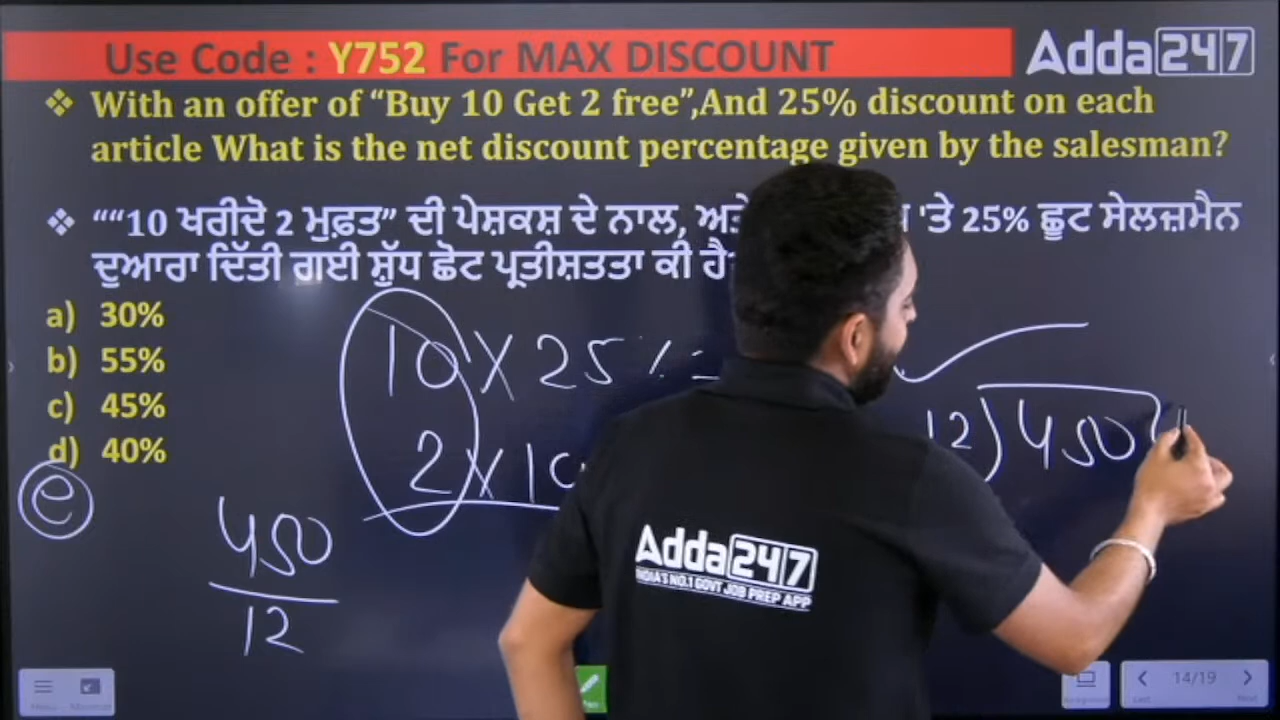 Use Code : Y752 For MAX DISCOUNT
Adda247
❖ With an offer of “Buy 10 Get 2 free”,And 25% discount on each
article What is the net discount percentage given by the salesman?
❖ ““10 ਖਰੀਦੋ 2 ਮੁਫ਼ਤ” ਦੀ ਪੇਸ਼ਕਸ਼ ਦੇ ਨਾਲ, 'ਤੇ 25% ਛੂਟ ਸੇਲਜ਼ਮੈਨ
ਦੁਆਰਾ ਦਿੱਤੀ ਗਈ ਸ਼ੁੱਧ ਛੋਟ ਪ੍ਰਤੀਸ਼ਤਤਾ ਕੀ
a) 30%
b) 55%
c) 45%
d) 40%
e
10 X 25 % =
2 X 10
12) 450
450
12
Adda247
INDIA'S NO.1 GOVT JOB PREP APP
14/19